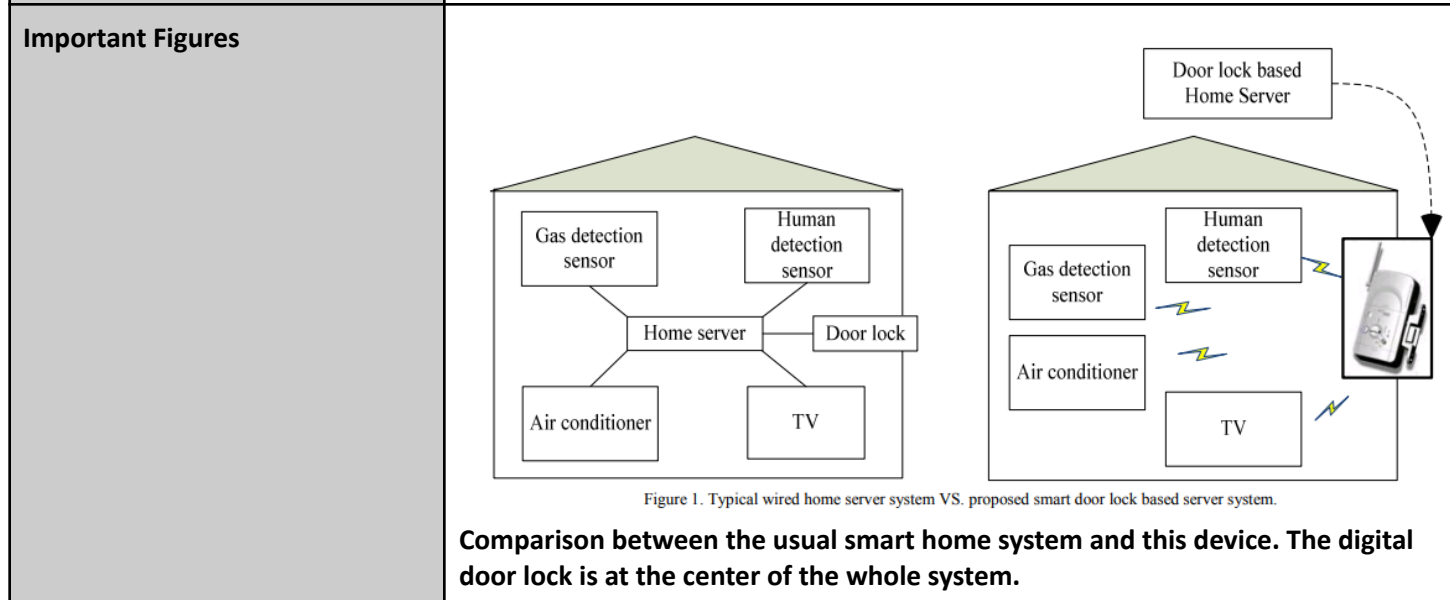 Important Figures
Door lock based
Home Server
Gas detection
sensor
Human
detection
sensor
Home server
Door lock
Air conditioner
TV
Human
detection
sensor
Gas detection
sensor
Air conditioner
TV
Figure 1. Typical wired home server system VS. proposed smart door lock based server system.
Comparison between the usual smart home system and this device. The digital
door lock is at the center of the whole system.